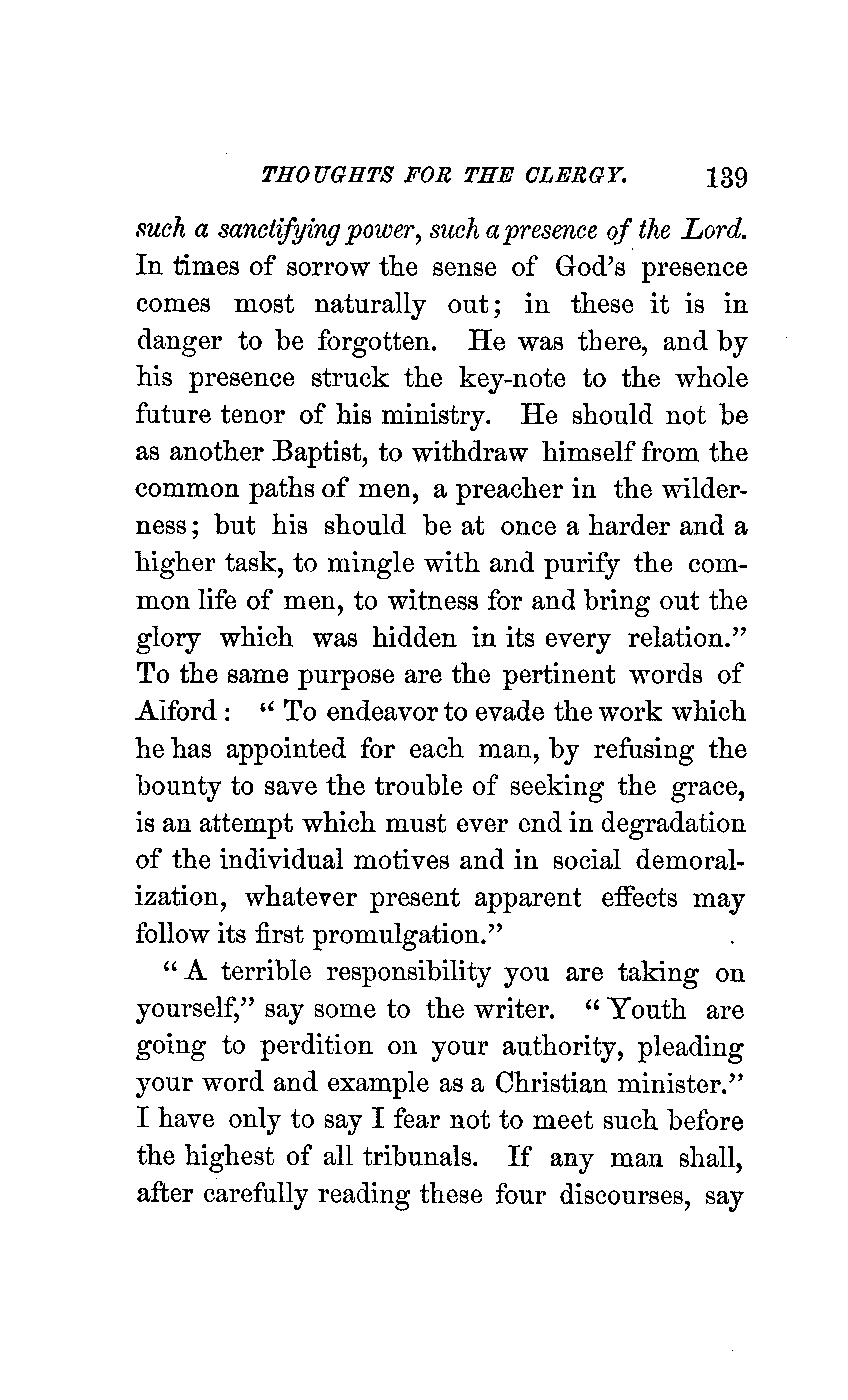 THOUGHTS FOR THE CLERGY. 139
such a sanctifying power, such a presence of the Lord.
In times of sorrow the sense of God's presence
comes most naturally out; in these it is in
danger to be forgotten. He was there, and by
his presence struck the key-note to the whole
future tenor of his ministry. He should not be
as another Baptist, to withdraw himself from the
common paths of men, a preacher in the wilder-
ness; but his should be at once a harder and a
higher task, to mingle with and purify the com-
mon life of men, to witness for and bring out the
glory which was hidden in its every relation."
To the same purpose are the pertinent words of
Alford: "To endeavor to evade the work which
he has appointed for each man, by refusing the
bounty to save the trouble of seeking the grace,
is an attempt which must ever end in degradation
of the individual motives and in social demoral-
ization, whatever present apparent effects may
follow its first promulgation."
"A terrible responsibility you are taking on
yourself," say some to the writer. "Youth are
going to perdition on your authority, pleading
your word and example as a Christian minister."
I have only to say I fear not to meet such before
the highest of all tribunals. If any man shall,
after carefully reading these four discourses, say